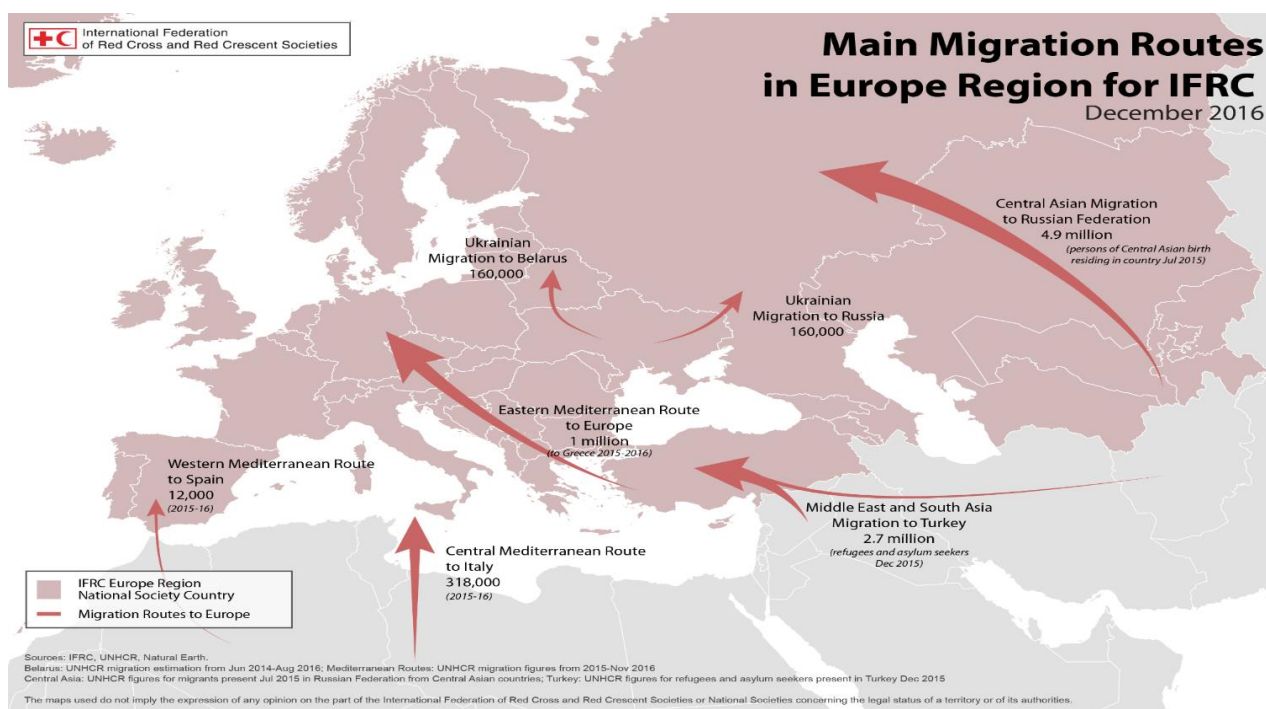 International Federation
of Red Cross and Red Crescent Societies
Main Migration Routes
in Europe Region for IFRC
December 2016
Central Asian Migration
to Russian Federation
4.9 million
(persons of Central Asian birth
residing in country Jul 2015)
Ukrainian
Migration to Belarus
160,000
Ukrainian
Migration to Russia
160,000
Eastern Mediterranean Route
to Europe
1 million
(to Greece 2015-2016)
Western Mediterranean Route
to Spain
12,000
(2015-16)
Middle East and South Asia
Migration to Turkey
2.7 million
(refugees and asylum seekers
Dec 2015)
Central Mediterranean Route
to Italy
318,000
(2015-16)
IFRC Europe Region
National Society Country
Migration Routes to Europe
Sources: IFRC, UNHCR, Natural Earth.
Belarus: UNHCR migration estimation from Jun 2014-Aug 2016; Mediterranean Routes: UNHCR migration figures from 2015-Nov 2016
Central Asia: UNHCR figures for migrants present Jul 2015 in Russian Federation from Central Asian countries; Turkey: UNHCR figures for refugees and asylum seekers present in Turkey Dec 2015
The maps used do not imply the expression of any opinion on the part of the International Federation of Red Cross and Red Crescent Societies or National Societies concerning the legal status of a territory or of its authorities.